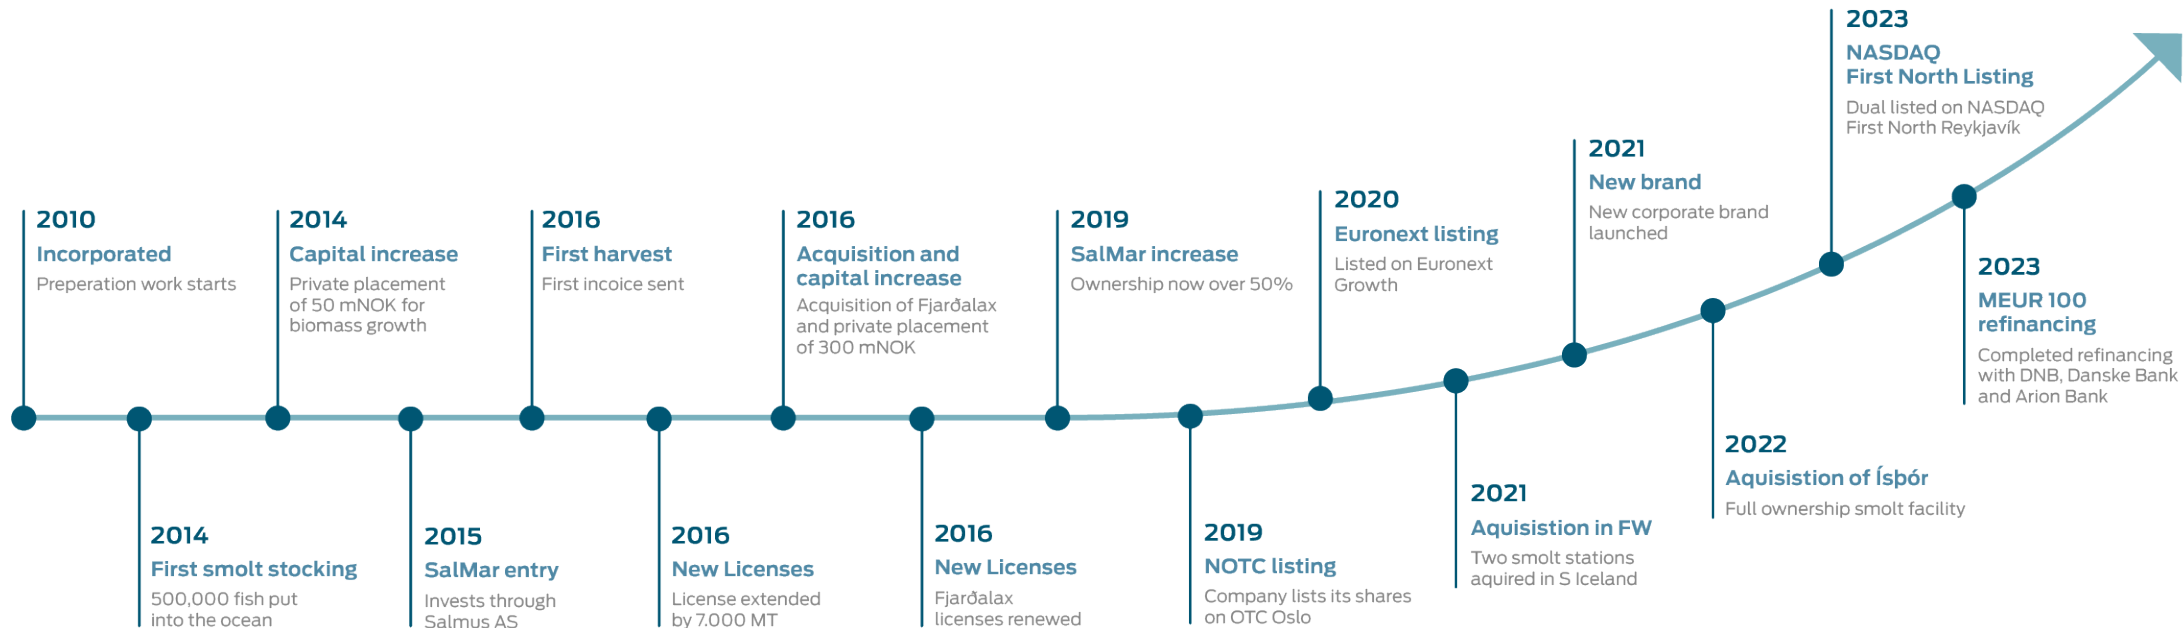 2010
Incorporated
Preperation work starts
2014
First smolt stocking
500,000 fish put
into the ocean
2014
Capital increase
Private placement
of 50 mNOK for
biomass growth
2015
SalMar entry
Invests through
Salmus AS
2016
First harvest
First incoice sent
2016
New Licenses
License extended
by 7.000 MT
2016
Acquisition and
capital increase
Acquisition of Fjarðalax
and private placement
of 300 mNOK
2016
New Licenses
Fjarðalax
licenses renewed
2019
SalMar increase
Ownership now over 50%
2019
NOTC listing
Company lists its shares
on OTC Oslo
2020
Euronext listing
Listed on Euronext
Growth
2021
Aquisistion in FW
Two smolt stations
aquired in S Iceland
2021
New brand
New corporate brand
launched
2022
Aquisistion of Ísþór
Full ownership smolt facility
2023
NASDAQ
First North Listing
Dual listed on NASDAQ
First North Reykjavík
2023
MEUR 100
refinancing
Completed refinancing
with DNB, Danske Bank
and Arion Bank